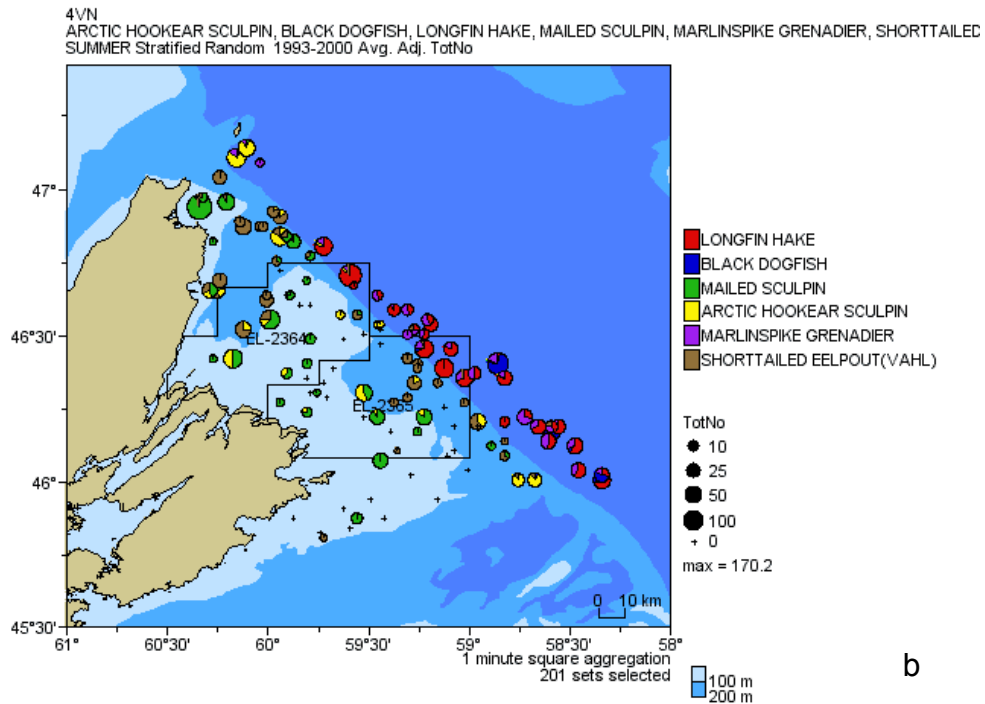 4VN
ARCTIC HOOKEAR SCULPIN, BLACK DOGFISH, LONGFIN HAKE, MAILED SCULPIN, MARLINSPIKE GRENADIER, SHORTTAILED
SUMMER Stratified Random 1993-2000 Avg. Adj. TotNo
47°
46°30'
46°
45°30'
EL-2364
EL-2365
0 10 km
61° 60°30' 60° 59°30' 59° 58°30' 58°
1 minute square aggregation
201 sets selected
LONGFIN HAKE
BLACK DOGFISH
MAILED SCULPIN
ARCTIC HOOKEAR SCULPIN
MARLINSPIKE GRENADIER
SHORTTAILED EELPOUT(VAHL)
TotNo
10
25
50
100
0
max = 170.2
100 m
200 m
b